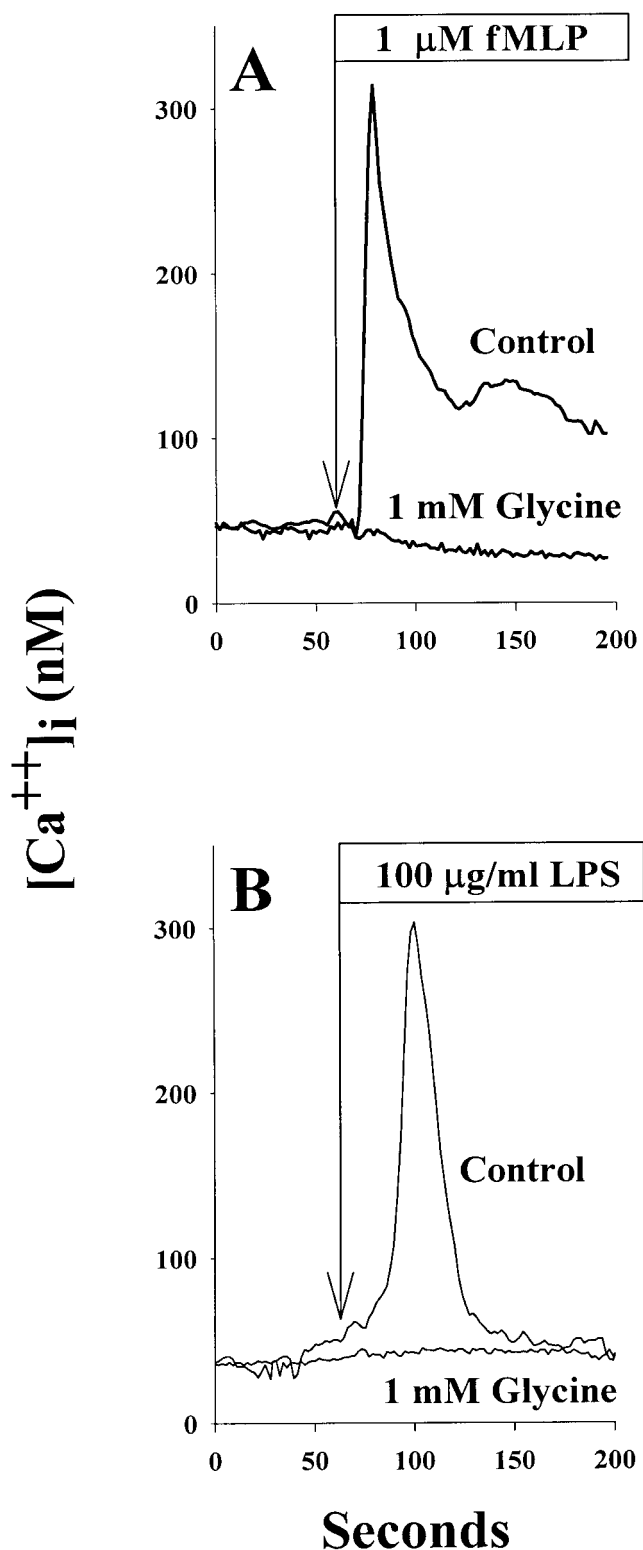 A
1 μM fMLP
300
200
100
0
Control
1 mM Glycine
0 50 100 150 200
[Ca⁺⁺]i (nM)
B
100 μg/ml LPS
300
200
100
0
Control
1 mM Glycine
0 50 100 150 200
Seconds